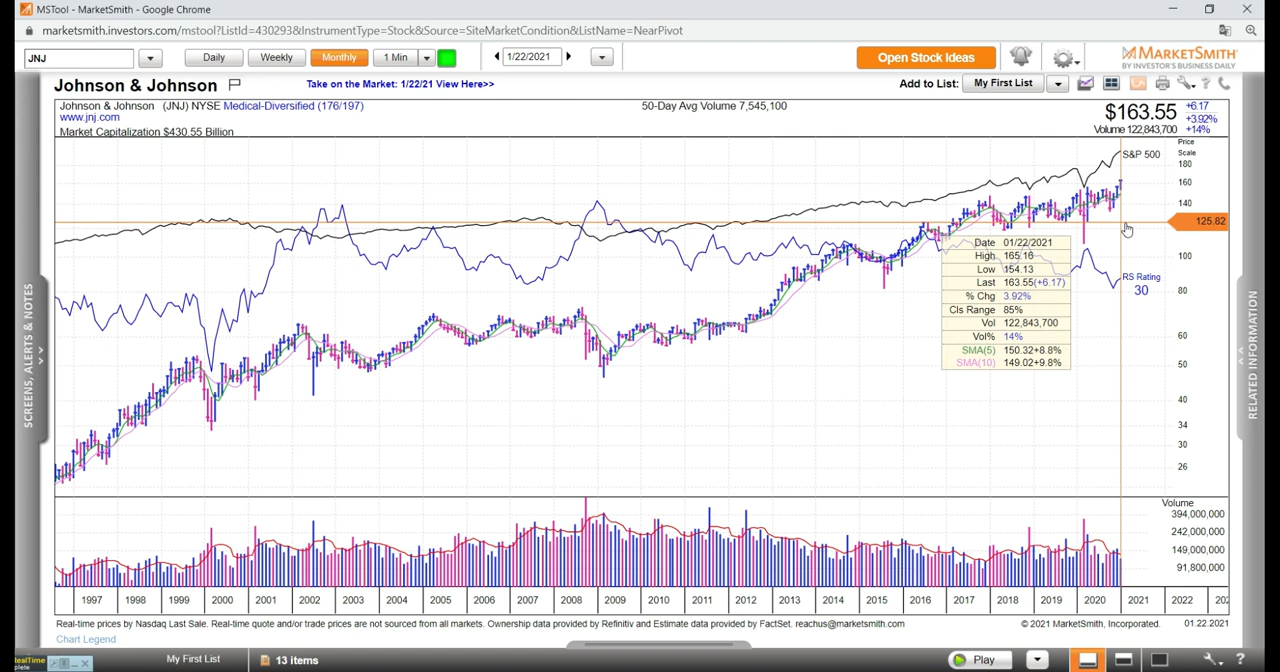 MSTool - MarketSmith - Google Chrome
marketsmith.investors.com/mstool?ListId=430293&InstrumentType=Stock&Source=SiteMarketCondition&ListName=NearPivot
JNJ Daily Weekly Monthly 1 Min 1/22/2021 Open Stock Ideas MARKETSMITH
BY INVESTOR'S BUSINESS DAILY
Johnson & Johnson Take on the Market: 1/22/21 View Here>> Add to List: My First List
Johnson & Johnson (JNJ) NYSE Medical-Diversified (176/197) 50-Day Avg Volume 7,545,100 $163.55 +6.17
www.jnj.com +3.92%
Market Capitalization $430.55 Billion Volume 122,843,700 +14%
Price
Scale
S&P 500
180
160
140
125.82
100
80
60
50
40
34
30
26
RS Rating
30
Date 01/22/2021
High 165.16
Low 154.13
Last 163.55(+6.17)
% Chg 3.92%
Cls Range 85%
Vol 122,843,700
Vol% 14%
SMA(5) 150.32+8.8%
SMA(10) 149.02+9.8%
Volume
394,000,000
242,000,000
149,000,000
91,800,000
1997 1998 1999 2000 2001 2002 2003 2004 2005 2006 2007 2008 2009 2010 2011 2012 2013 2014 2015 2016 2017 2018 2019 2020 2021 2022
Real-time prices by Nasdaq Last Sale. Real-time quote and/or trade prices are not sourced from all markets. Ownership data provided by Refinitiv and Estimate data provided by FactSet. reachus@marketsmith.com © 2021 MarketSmith, Incorporated. 01.22.2021
Chart Legend
SCREENS, ALERTS & NOTES
RELATED INFORMATION
My First List 13 items Play